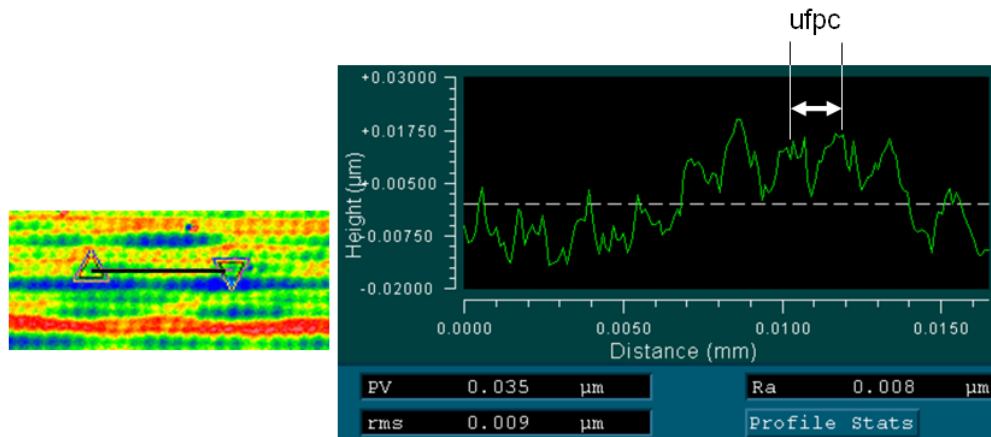 ufpc
+0.03000
+0.01750
+0.00500
-0.00750
-0.02000
Height (µm)
0.0000 0.0050 0.0100 0.0150
Distance (mm)
PV 0.035 µm Ra 0.008 µm
rms 0.009 µm Profile Stats